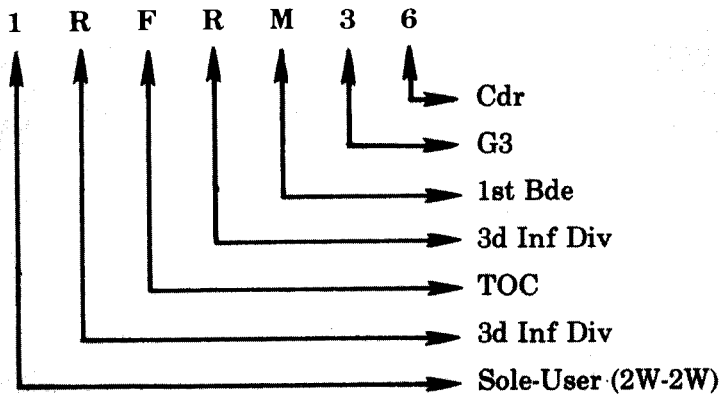 1 R F R M 3 6
Cdr
G3
1st Bde
3d Inf Div
TOC
3d Inf Div
Sole-User (2W-2W)